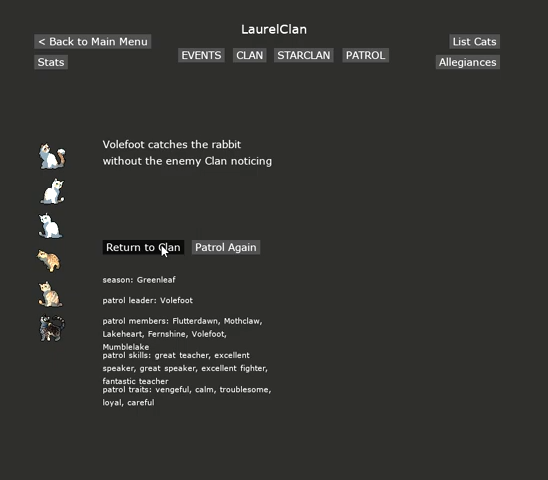 LaurelClan
< Back to Main Menu
List Cats
EVENTS
CLAN
STARCLAN
PATROL
Stats
Allegiances
Volefoot catches the rabbit
without the enemy Clan noticing
Return to Clan
Patrol Again
season: Greenleaf
patrol leader: Volefoot
patrol members: Flutterdawn, Mothclaw,
Lakeheart, Fernshine, Volefoot,
Mumblelake
patrol skills: great teacher, excellent
speaker, great speaker, excellent fighter,
fantastic teacher
patrol traits: vengeful, calm, troublesome,
loyal, careful